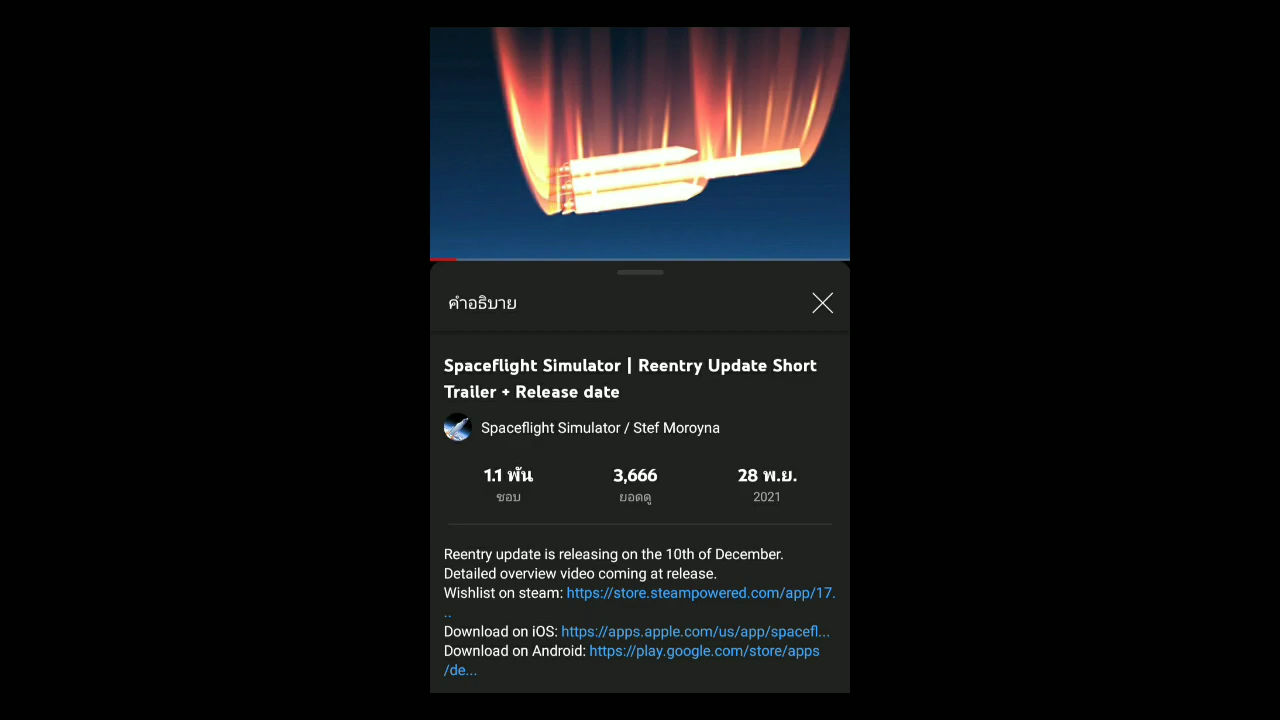 คำอธิบาย
Spaceflight Simulator | Reentry Update Short
Trailer + Release date
Spaceflight Simulator / Stef Moroyna
1.1 พัน 3,666 28 พ.ย.
ชอบ ยอดดู 2021
Reentry update is releasing on the 10th of December.
Detailed overview video coming at release.
Wishlist on steam: https://store.steampowered.com/app/17.
..
Download on iOS: https://apps.apple.com/us/app/spacefl...
Download on Android: https://play.google.com/store/apps
/de...